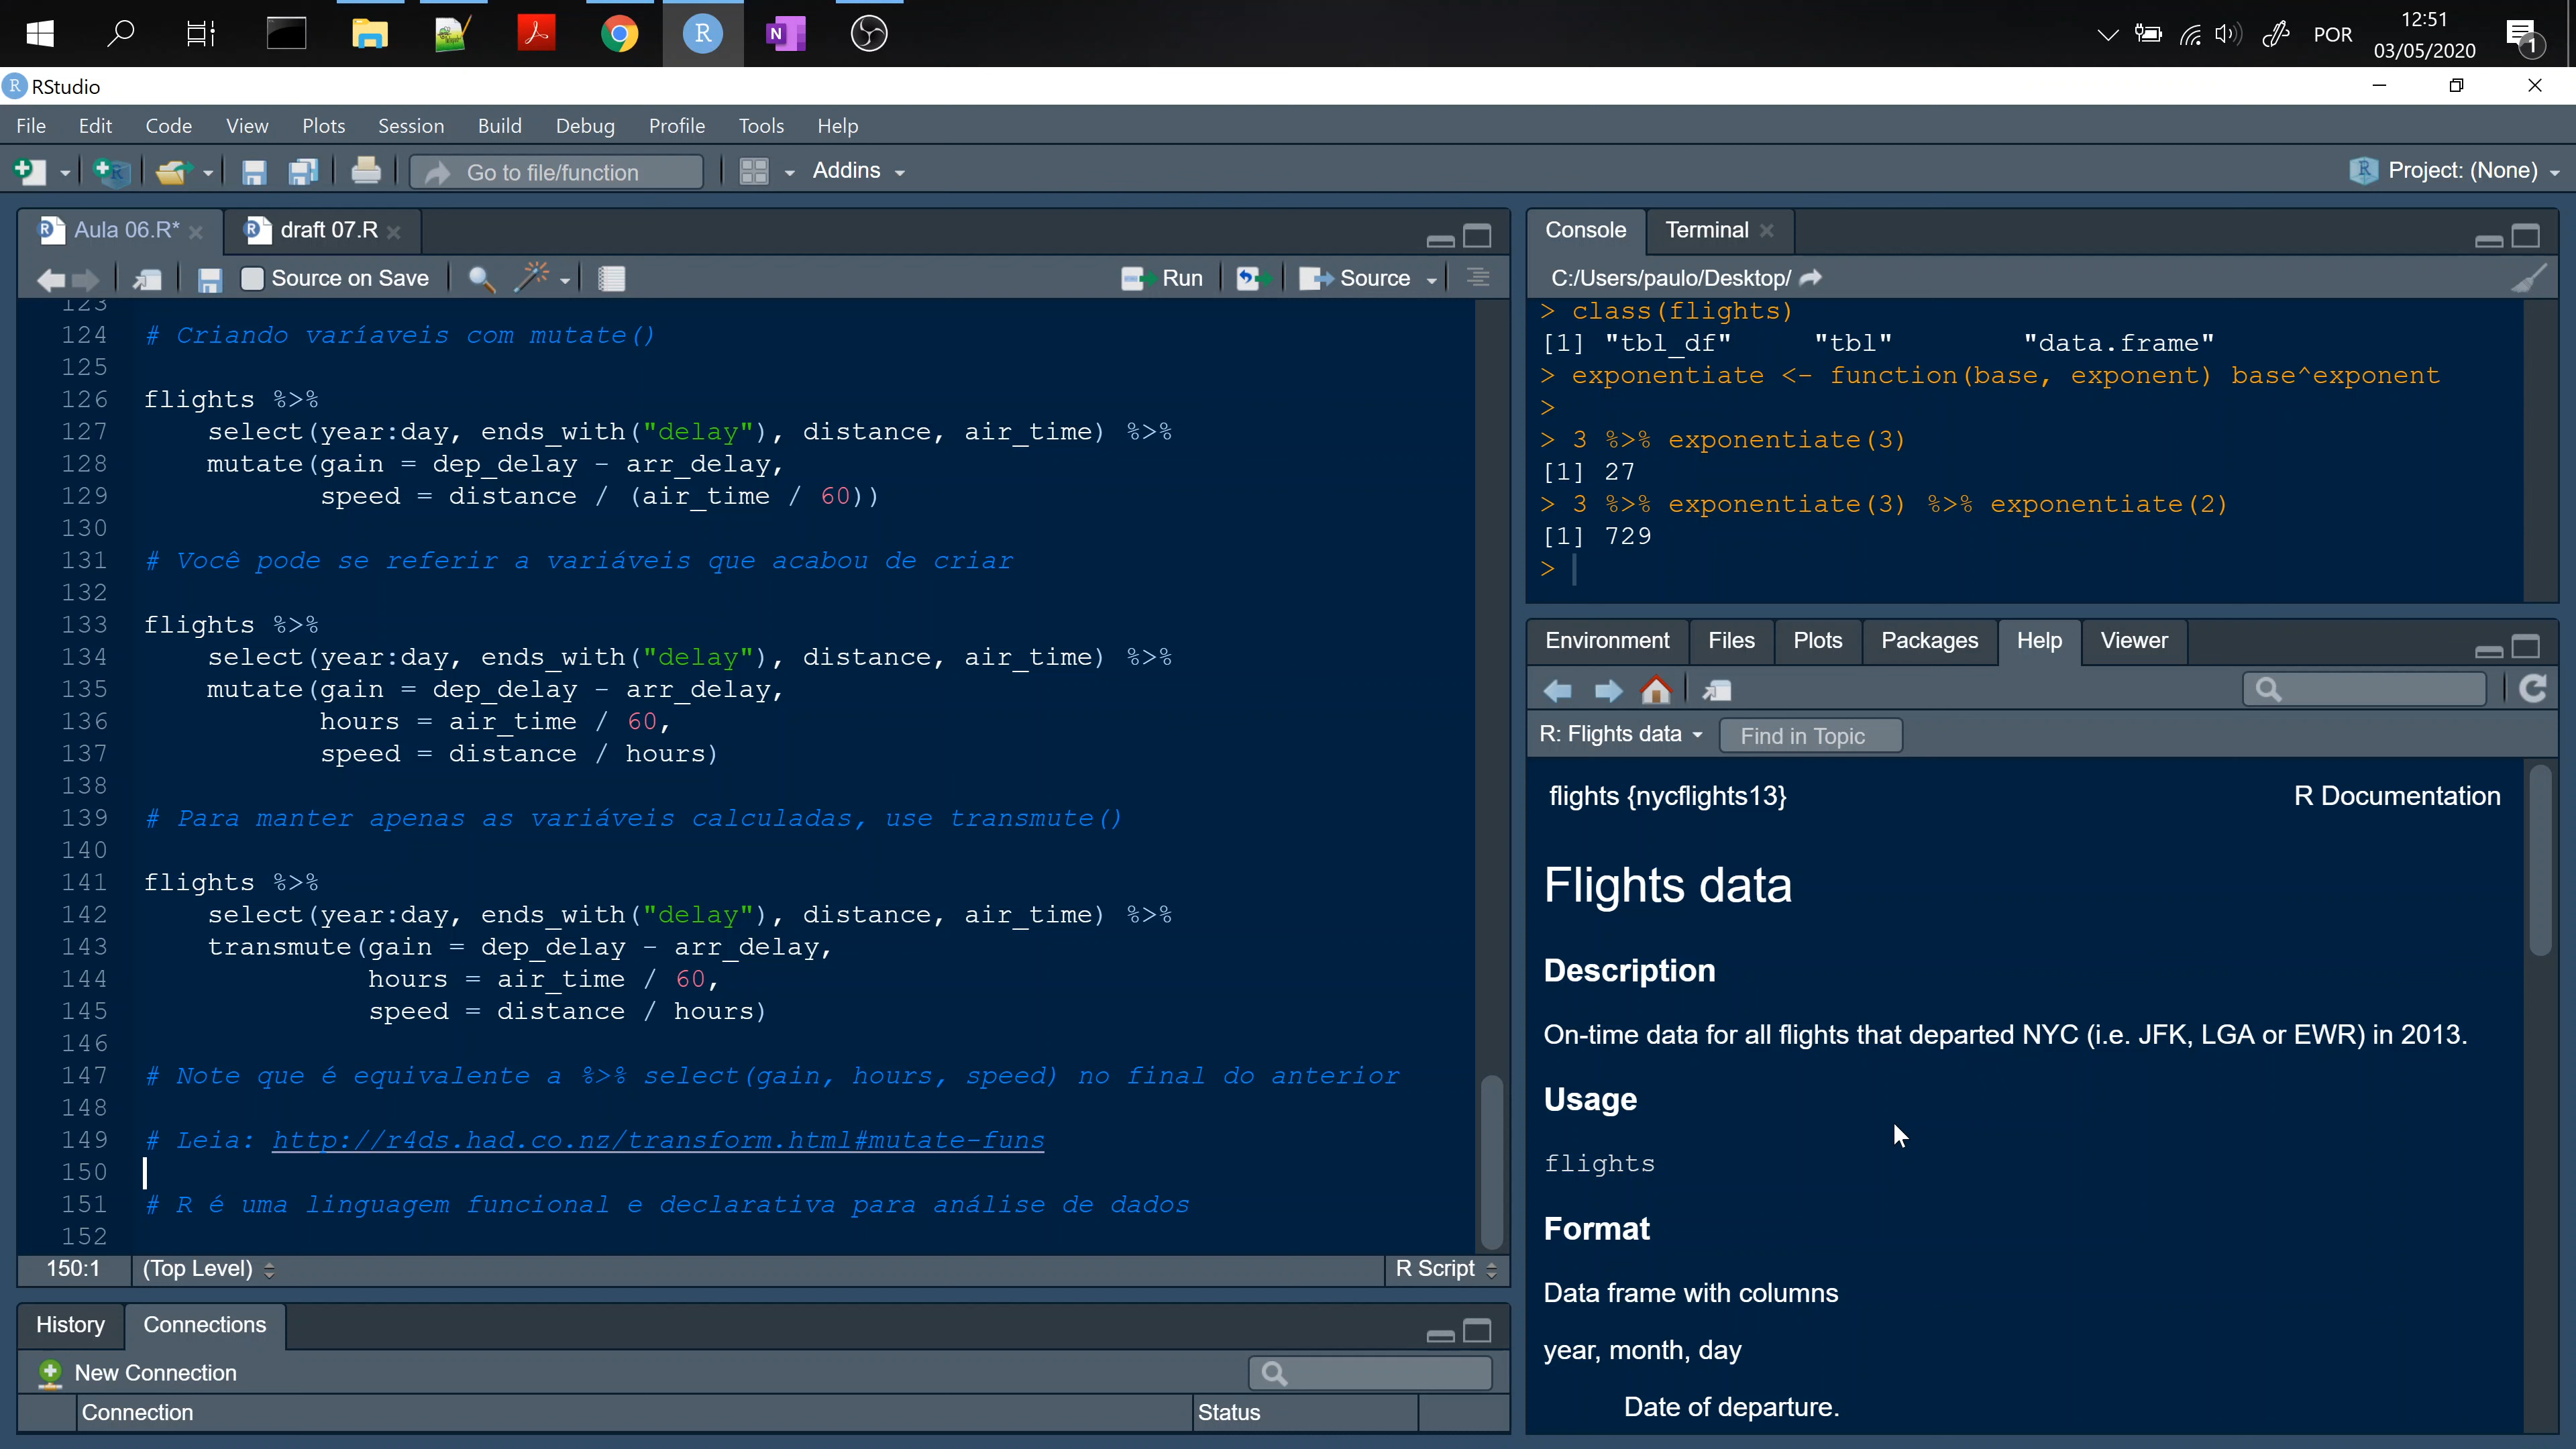 POR
12:51
03/05/2020
1
RStudio
File Edit Code View Plots Session Build Debug Profile Tools Help
Go to file/function
Addins
Project: (None)
Aula 06.R*
draft 07.R
Source on Save
Run
Source
123
124 # Criando varíaveis com mutate()
125
126 flights %>%
127     select(year:day, ends_with("delay"), distance, air_time) %>%
128     mutate(gain = dep_delay - arr_delay,
129            speed = distance / (air_time / 60))
130
131 # Você pode se referir a variáveis que acabou de criar
132
133 flights %>%
134     select(year:day, ends_with("delay"), distance, air_time) %>%
135     mutate(gain = dep_delay - arr_delay,
136            hours = air_time / 60,
137            speed = distance / hours)
138
139 # Para manter apenas as variáveis calculadas, use transmute()
140
141 flights %>%
142     select(year:day, ends_with("delay"), distance, air_time) %>%
143     transmute(gain = dep_delay - arr_delay,
144               hours = air_time / 60,
145               speed = distance / hours)
146
147 # Note que é equivalente a %>% select(gain, hours, speed) no final do anterior
148
149 # Leia: http://r4ds.had.co.nz/transform.html#mutate-funs
150
151 # R é uma linguagem funcional e declarativa para análise de dados
152
150:1 (Top Level)
R Script
History Connections
New Connection
Connection Status
Console Terminal
C:/Users/paulo/Desktop/
> class(flights)
[1] "tbl_df"     "tbl"        "data.frame"
> exponentiate <- function(base, exponent) base^exponent
>
> 3 %>% exponentiate(3)
[1] 27
> 3 %>% exponentiate(3) %>% exponentiate(2)
[1] 729
>
Environment Files Plots Packages Help Viewer
R: Flights data
Find in Topic
flights {nycflights13}
R Documentation
Flights data
Description
On-time data for all flights that departed NYC (i.e. JFK, LGA or EWR) in 2013.
Usage
flights
Format
Data frame with columns
year, month, day
Date of departure.